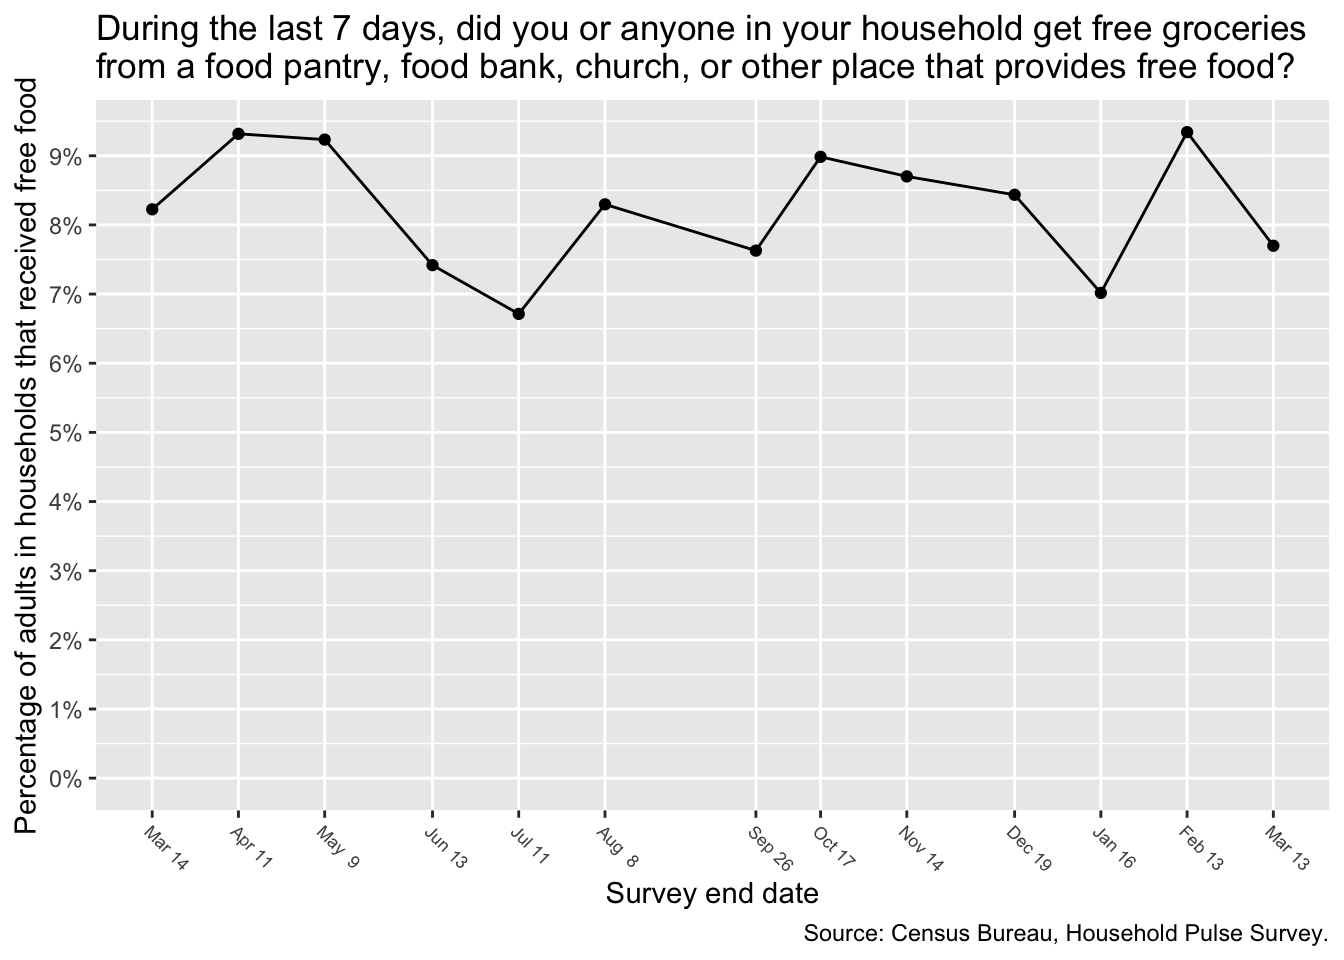 During the last 7 days, did you or anyone in your household get free groceries
from a food pantry, food bank, church, or other place that provides free food?
Percentage of adults in households that received free food
9%
8%
7%
6%
5%
4%
3%
2%
1%
0%
Mar 14
Apr 11
May 9
Jun 13
Jul 11
Aug 8
Sep 26
Oct 17
Nov 14
Dec 19
Jan 16
Feb 13
Mar 13
Survey end date
Source: Census Bureau, Household Pulse Survey.